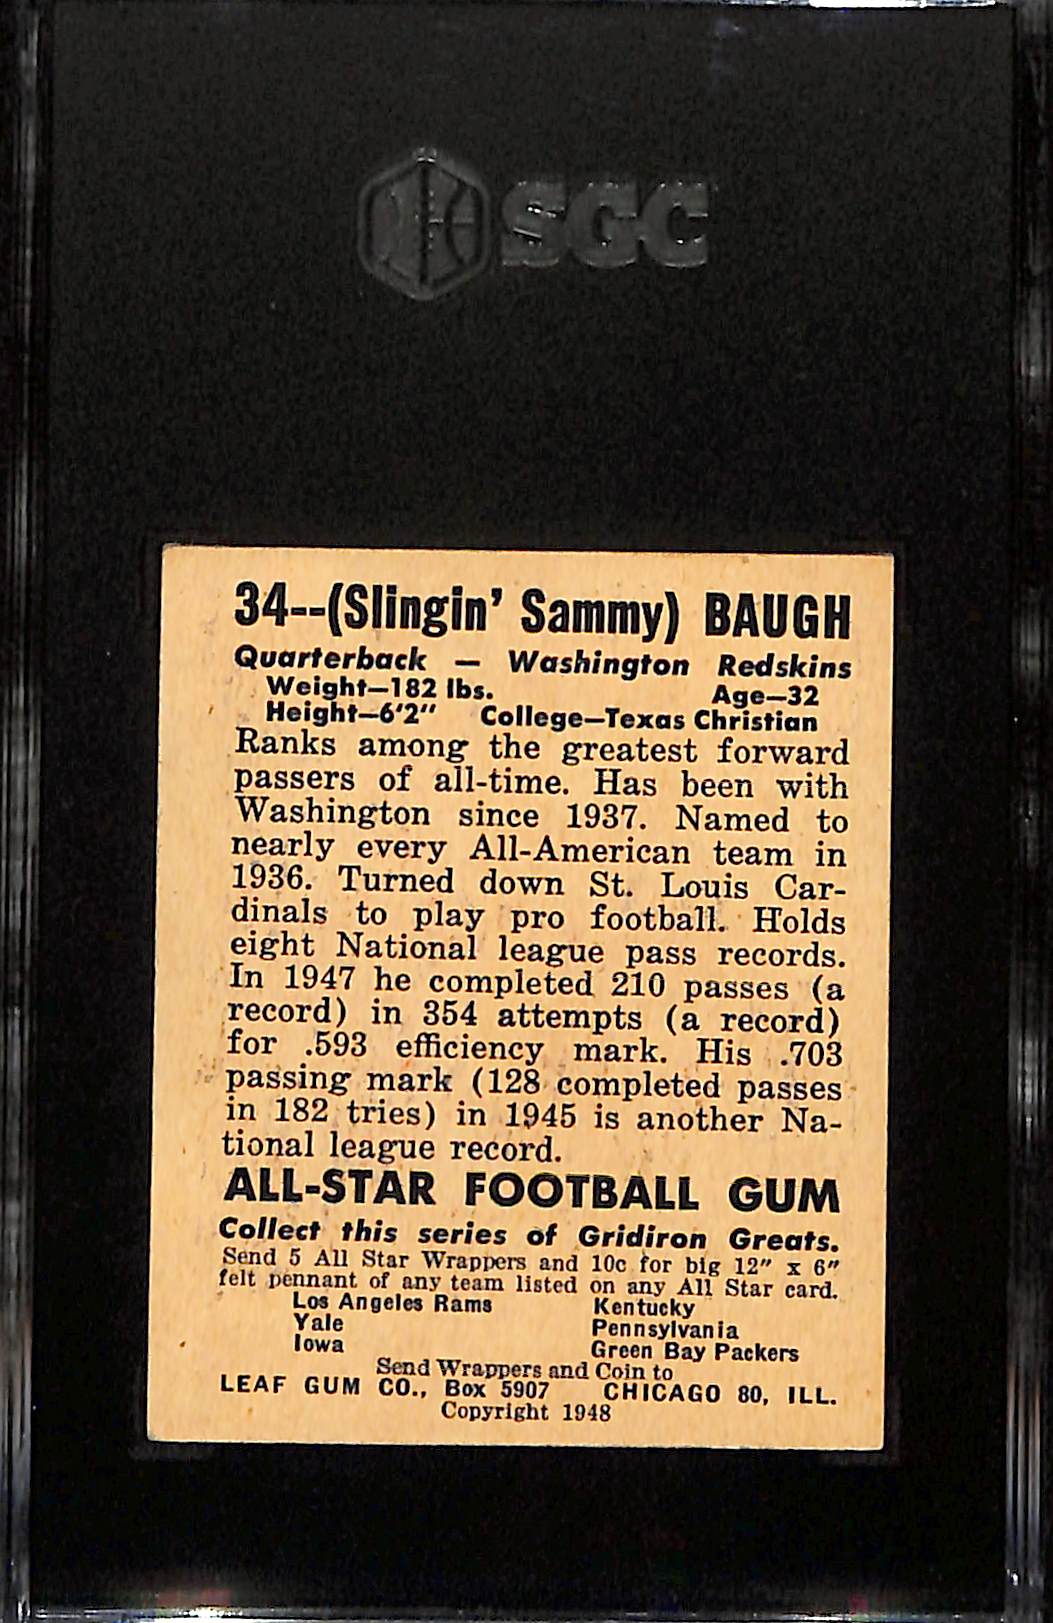 SGC
34--(Slingin' Sammy) BAUGH
Quarterback — Washington Redskins
Weight—182 lbs. Age—32
Height—6'2" College—Texas Christian
Ranks among the greatest forward
passers of all-time. Has been with
Washington since 1937. Named to
nearly every All-American team in
1936. Turned down St. Louis Car-
dinals to play pro football. Holds
eight National league pass records.
In 1947 he completed 210 passes (a
record) in 354 attempts (a record)
for .593 efficiency mark. His .703
passing mark (128 completed passes
in 182 tries) in 1945 is another Na-
tional league record.
ALL-STAR FOOTBALL GUM
Collect this series of Gridiron Greats.
Send 5 All Star Wrappers and 10c for big 12" x 6"
felt pennant of any team listed on any All Star card.
Los Angeles Rams Kentucky
Yale Pennsylvania
Iowa Green Bay Packers
Send Wrappers and Coin to
LEAF GUM CO., Box 5907 CHICAGO 80, ILL.
Copyright 1948